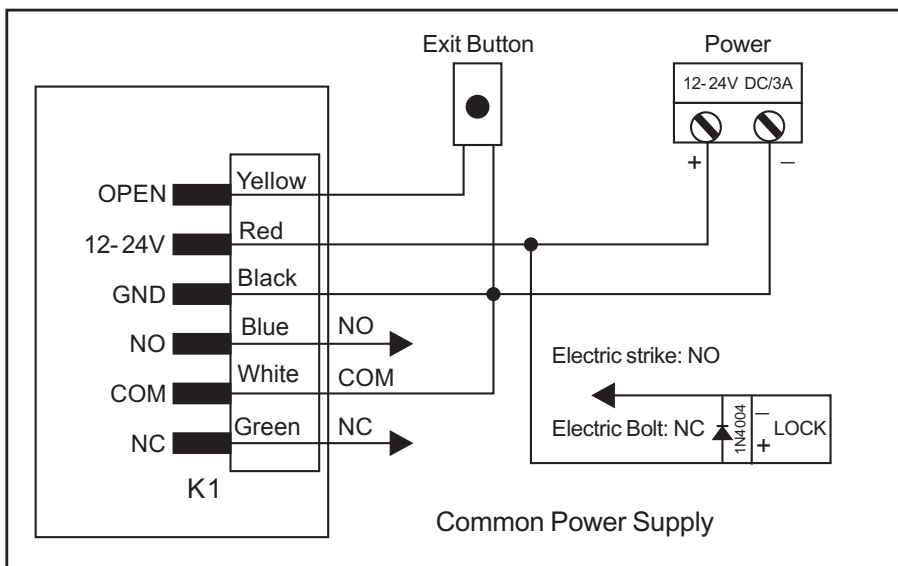 Exit Button
Power
12-24V DC/3A
+ −
OPEN Yellow
12-24V Red
GND Black
NO Blue NO
COM White COM
NC Green NC
K1
Electric strike: NO
Electric Bolt: NC
1N4004
−
+
LOCK
Common Power Supply